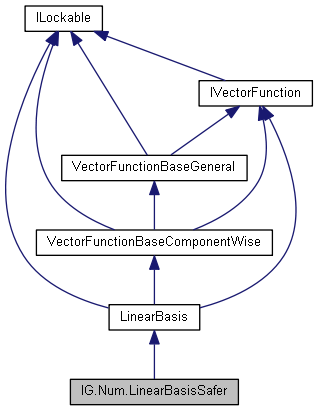 ILockable
IVectorFunction
VectorFunctionBaseGeneral
VectorFunctionBaseComponentWise
LinearBasis
IG.Num.LinearBasisSafer